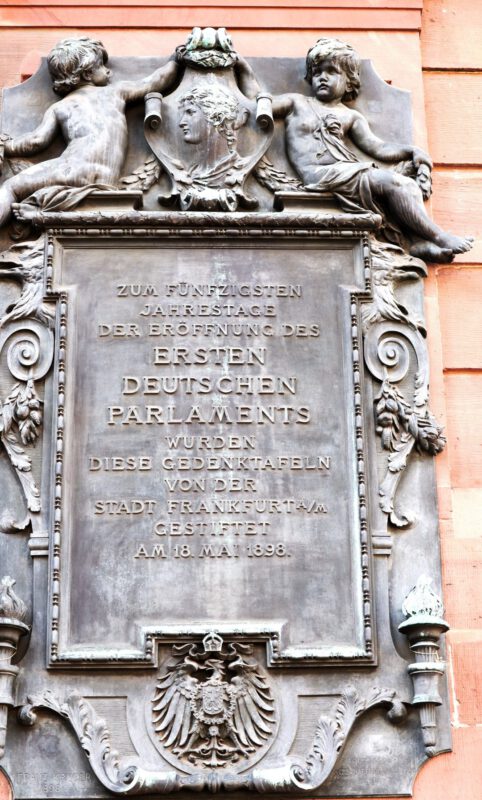 ZUM FÜNFZIGSTEN
JAHRESTAGE
DER ERÖFFNUNG DES
ERSTEN
DEUTSCHEN
PARLAMENTS
WURDEN
DIESE GEDENKTAFELN
VON DER
STADT FRANKFURT A/M
GESTIFTET
AM 18. MAI 1898.